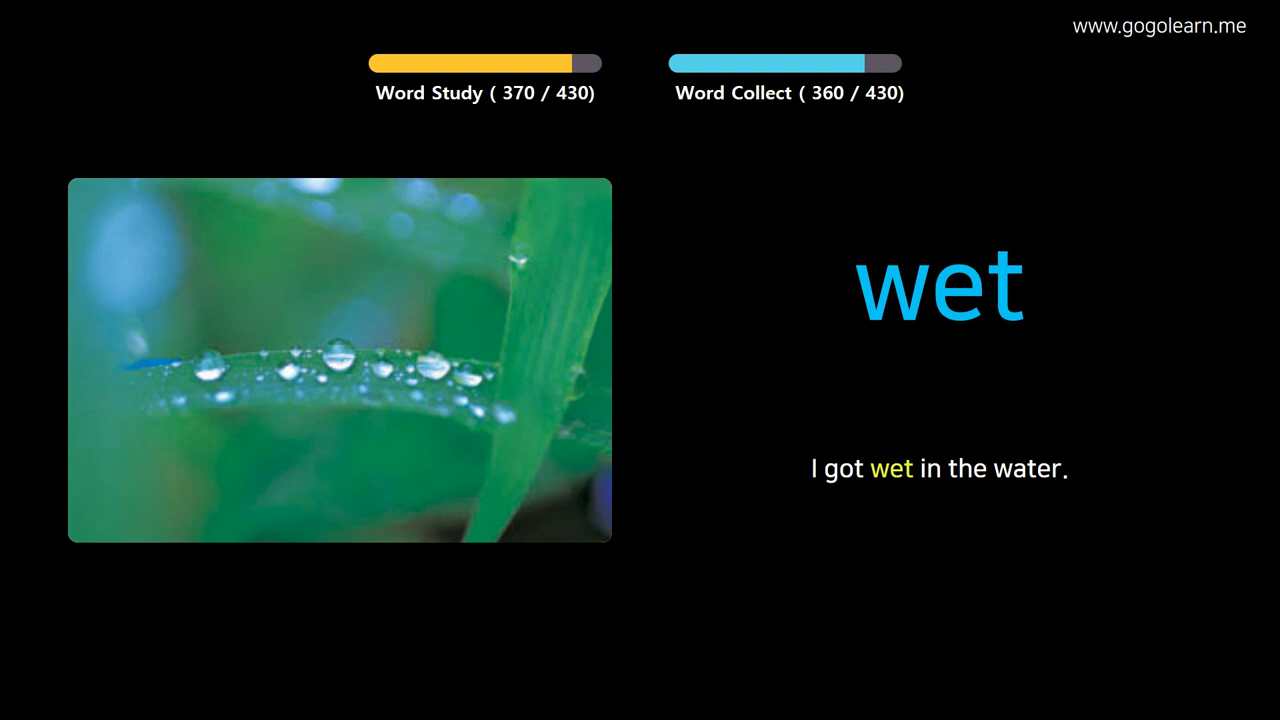 www.gogolearn.me
Word Study ( 370 / 430)
Word Collect ( 360 / 430)
wet
I got wet in the water.